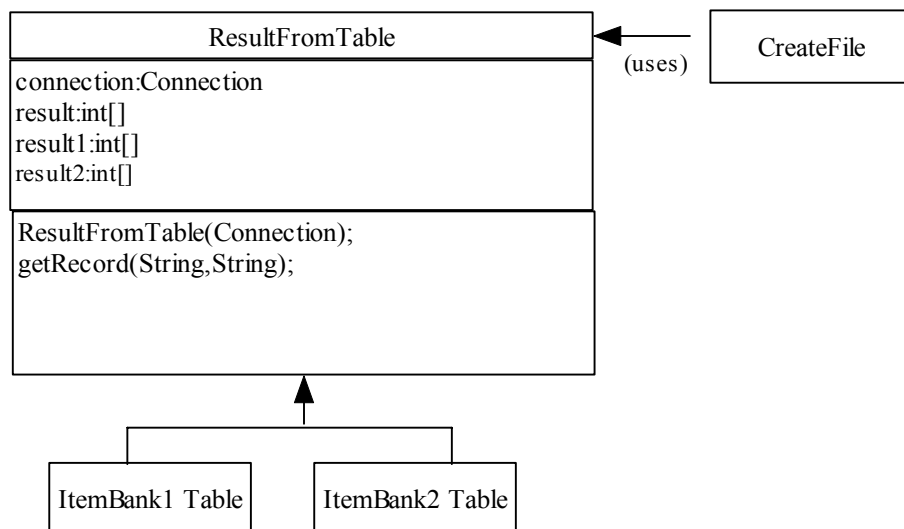 ResultFromTable
CreateFile
(uses)
connection:Connection
result:int[]
result1:int[]
result2:int[]
ResultFromTable(Connection);
getRecord(String,String);
ItemBank1 Table
ItemBank2 Table